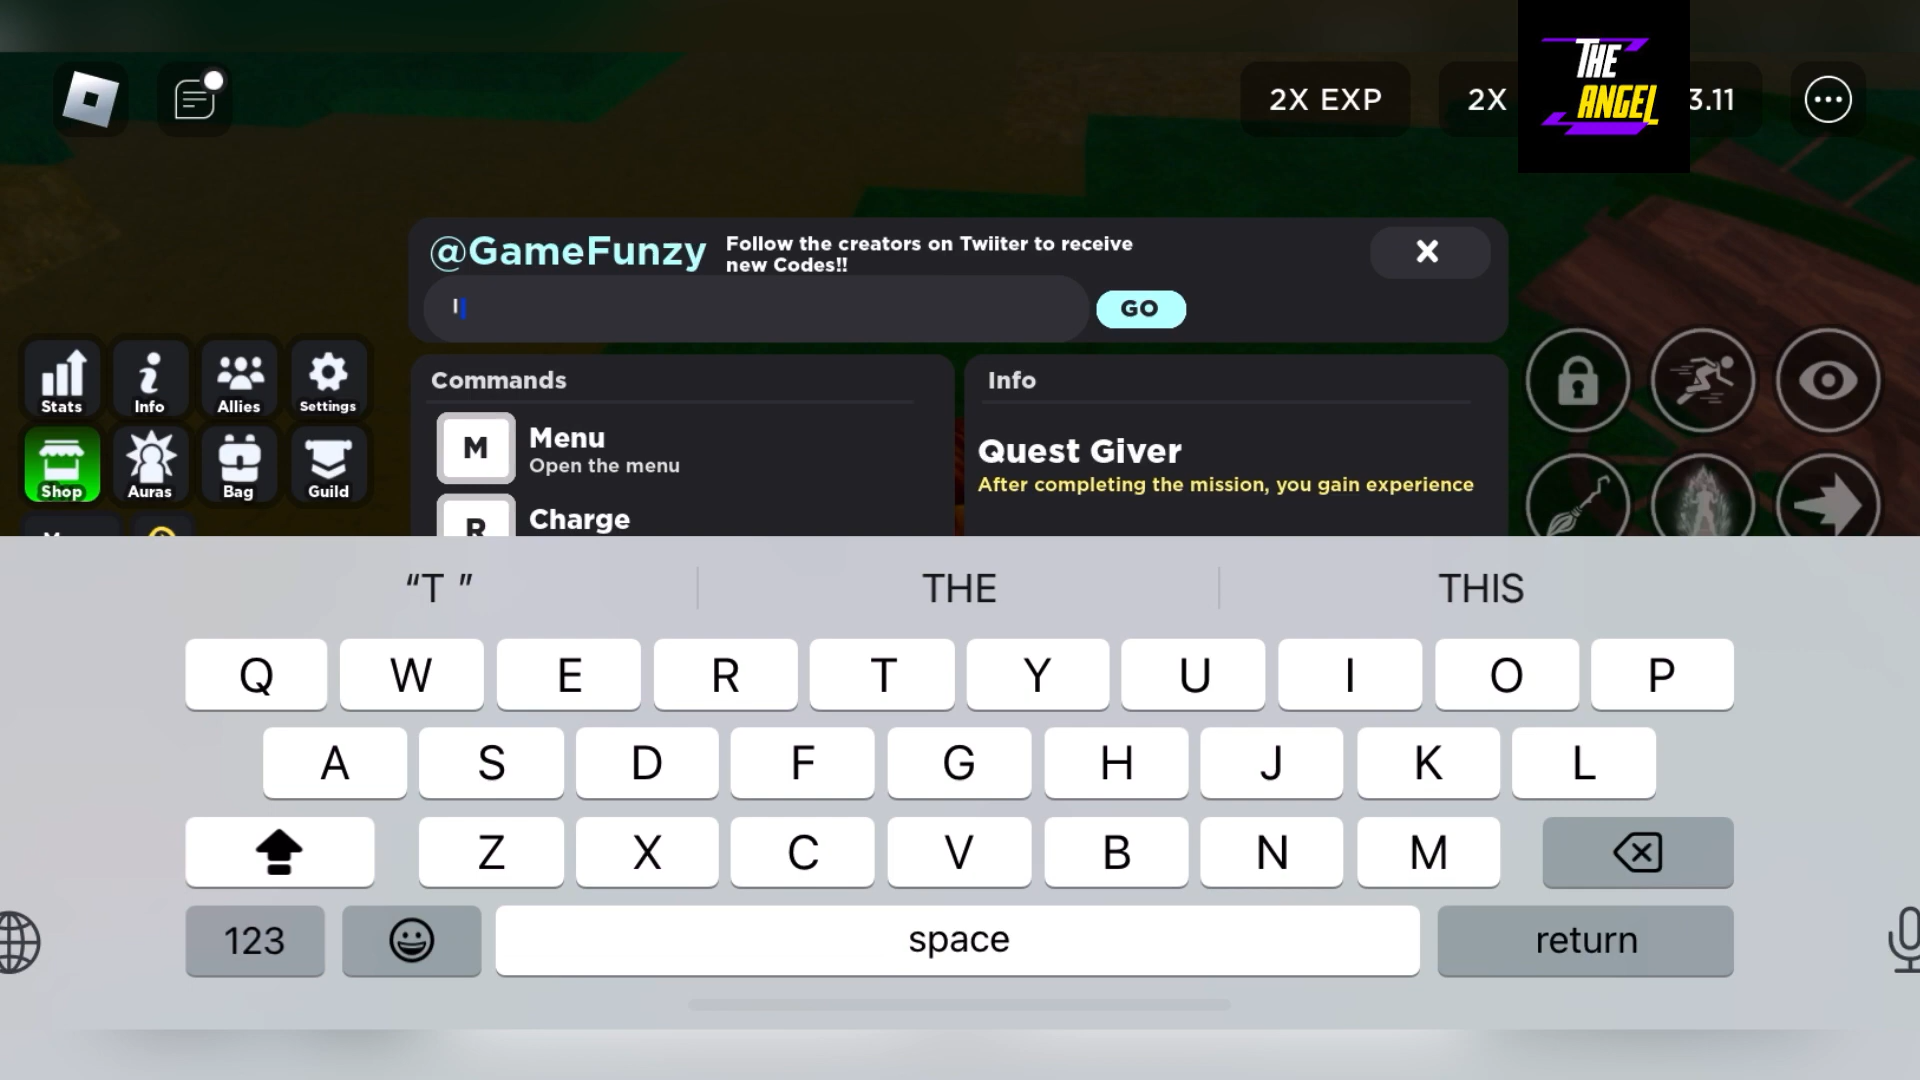 2X EXP
2X
3.11
THE
ANGEL
@GameFunzy
Follow the creators on Twiiter to receive
new Codes!!
X
GO
Stats
Info
Allies
Settings
Shop
Auras
Bag
Guild
Commands
M
Menu
Open the menu
R
Charge
Info
Quest Giver
After completing the mission, you gain experience
“T ”
THE
THIS
Q W E R T Y U I O P
A S D F G H J K L
Z X C V B N M
123
space
return